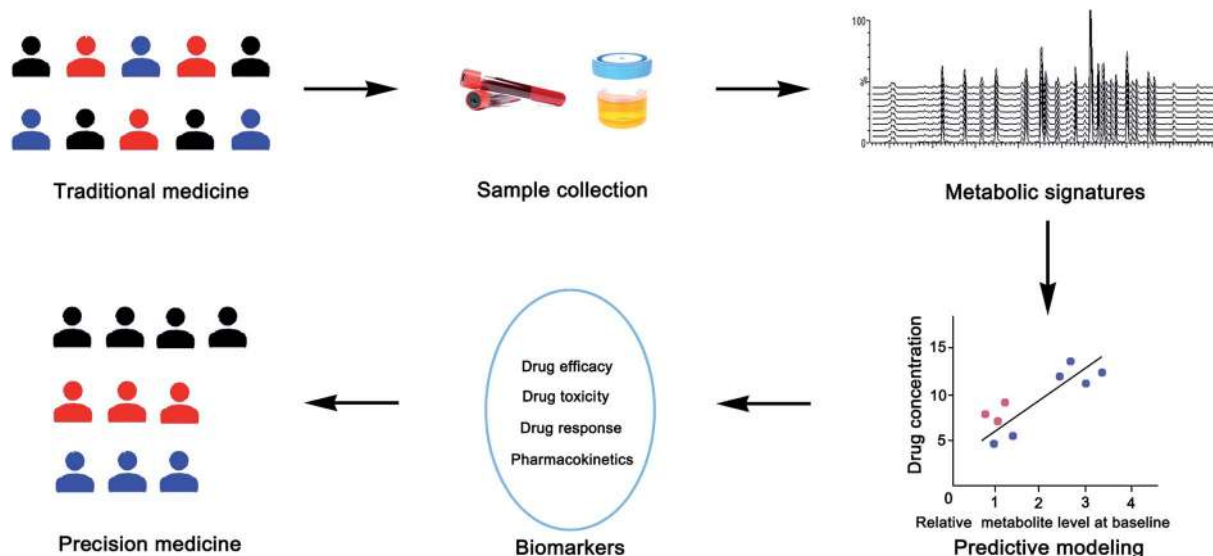 Traditional medicine
Sample collection
100
%
0
Metabolic signatures
Drug concentration
15
10
5
0
1
2
3
4
Relative metabolite level at baseline
Predictive modeling
Drug efficacy
Drug toxicity
Drug response
Pharmacokinetics
Biomarkers
Precision medicine